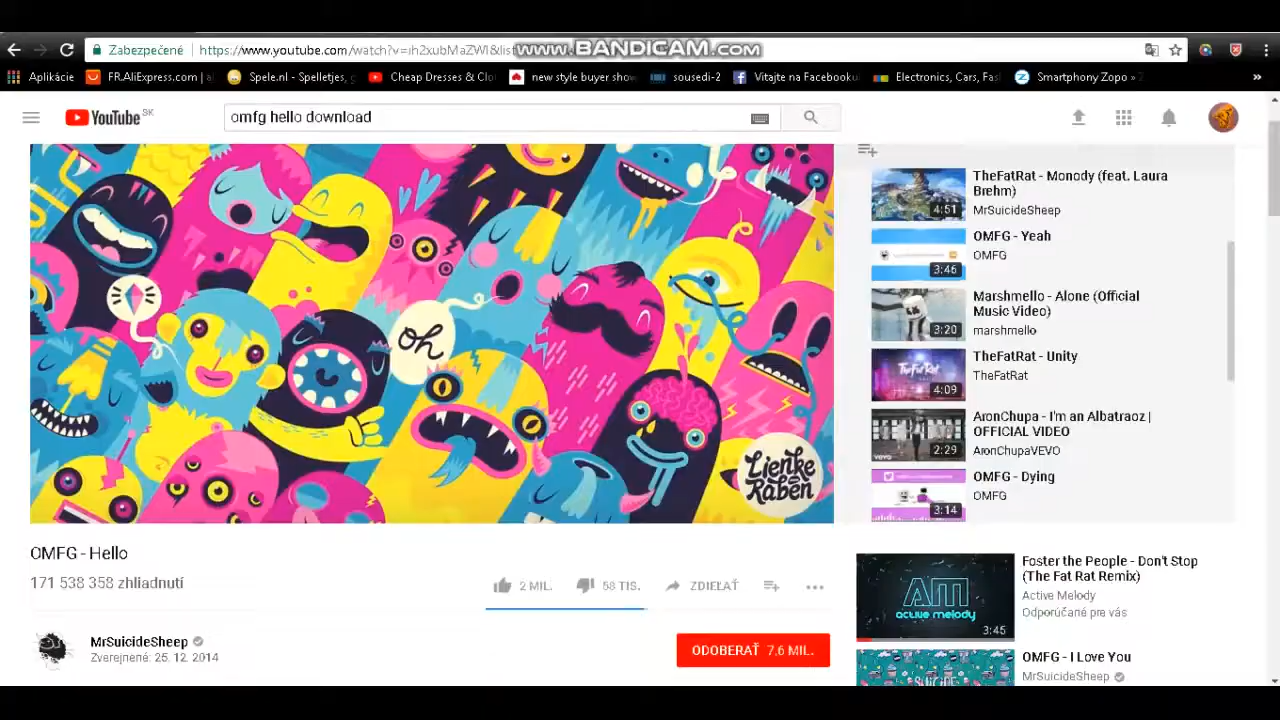 Zabezpečené
https://www.youtube.com/watch?v=
www.BANDICAM.com
Aplikácie
FR.AliExpress.com | al
Spele.nl - Spelletjes, g
Cheap Dresses & Clo
new style buyer show
sousedi-2
Vitajte na Facebooku
Electronics, Cars, Fas
Smartphony Zopo »
YouTube SK
omfg hello download
TheFatRat - Monody (feat. Laura
Brehm)
MrSuicideSheep
4:51
OMFG - Yeah
OMFG
3:46
Marshmello - Alone (Official
Music Video)
marshmello
3:20
TheFatRat - Unity
TheFatRat
TheFatRat
4:09
AronChupa - I'm an Albatraoz |
OFFICIAL VIDEO
AronChupaVEVO
vevo
2:29
OMFG - Dying
OMFG
3:14
oh
Lienke
Raben
OMFG - Hello
171 538 358 zhliadnutí
2 MIL.
58 TIS.
ZDIEĽAŤ
MrSuicideSheep
Zverejnené: 25. 12. 2014
ODOBERAŤ 7.6 MIL.
Foster the People - Don't Stop
(The Fat Rat Remix)
Active Melody
Odporúčané pre vás
AM
active melody
3:45
OMFG - I Love You
MrSuicideSheep
SUICIDE